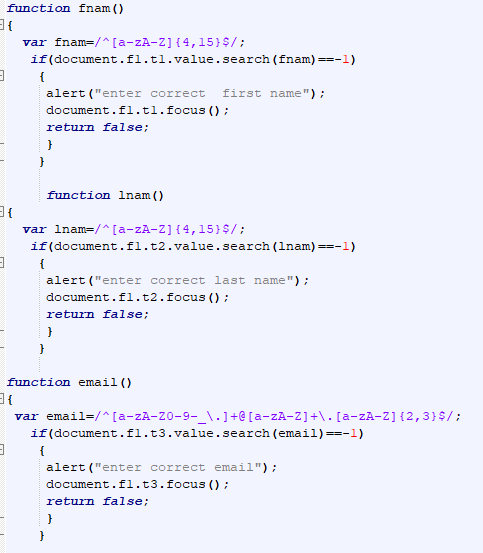 function fnam()
{
var fnam=/^[a-zA-Z]{4,15}$/;
if(document.f1.t1.value.search(fnam)==-1)
{
alert("enter correct  first name");
document.f1.t1.focus();
return false;
}
}
function lnam()
{
var lnam=/^[a-zA-Z]{4,15}$/;
if(document.f1.t2.value.search(lnam)==-1)
{
alert("enter correct last name");
document.f1.t2.focus();
return false;
}
}
function email()
{
var email=/^[a-zA-Z0-9-_\.]+@[a-zA-Z]+\.[a-zA-Z]{2,3}$/;
if(document.f1.t3.value.search(email)==-1)
{
alert("enter correct email");
document.f1.t3.focus();
return false;
}
}